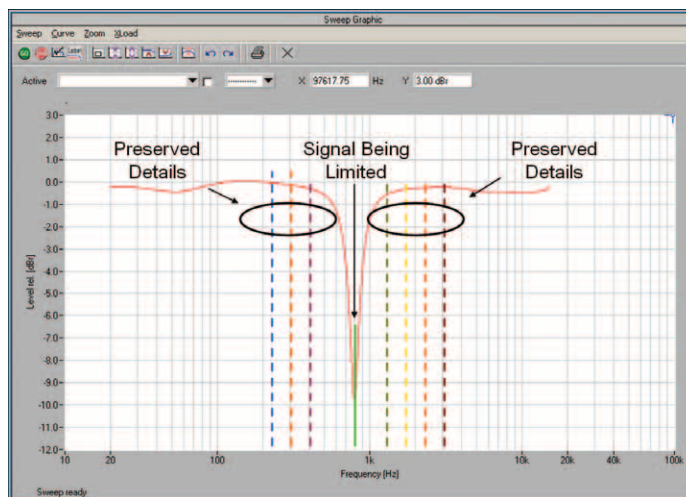 Sweep Graphic
Sweep Curve Zoom XLoad
Active X 97617.75 Hz Y 3.00 dBr
Preserved Details
Signal Being Limited
Preserved Details
3.0
2.0
1.0
0.0
-1.0
-2.0
-3.0
-4.0
-5.0
-6.0
-7.0
-8.0
-9.0
-10.0
-11.0
-12.0
Level rel. [dBr]
10 20 100 1k 10k 20k 40k 100k
Frequency [Hz]
Sweep ready